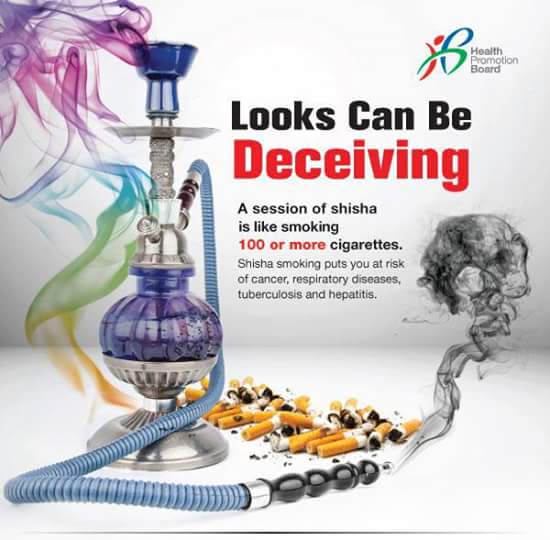 Health
Promotion
Board
Looks Can Be
Deceiving
A session of shisha
is like smoking
100 or more cigarettes.
Shisha smoking puts you at risk
of cancer, respiratory diseases,
tuberculosis and hepatitis.